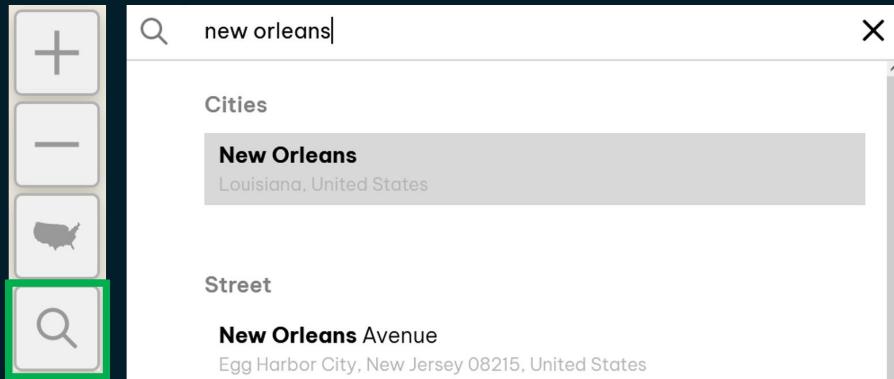 new orleans
Cities
New Orleans
Louisiana, United States
Street
New Orleans Avenue
Egg Harbor City, New Jersey 08215, United States